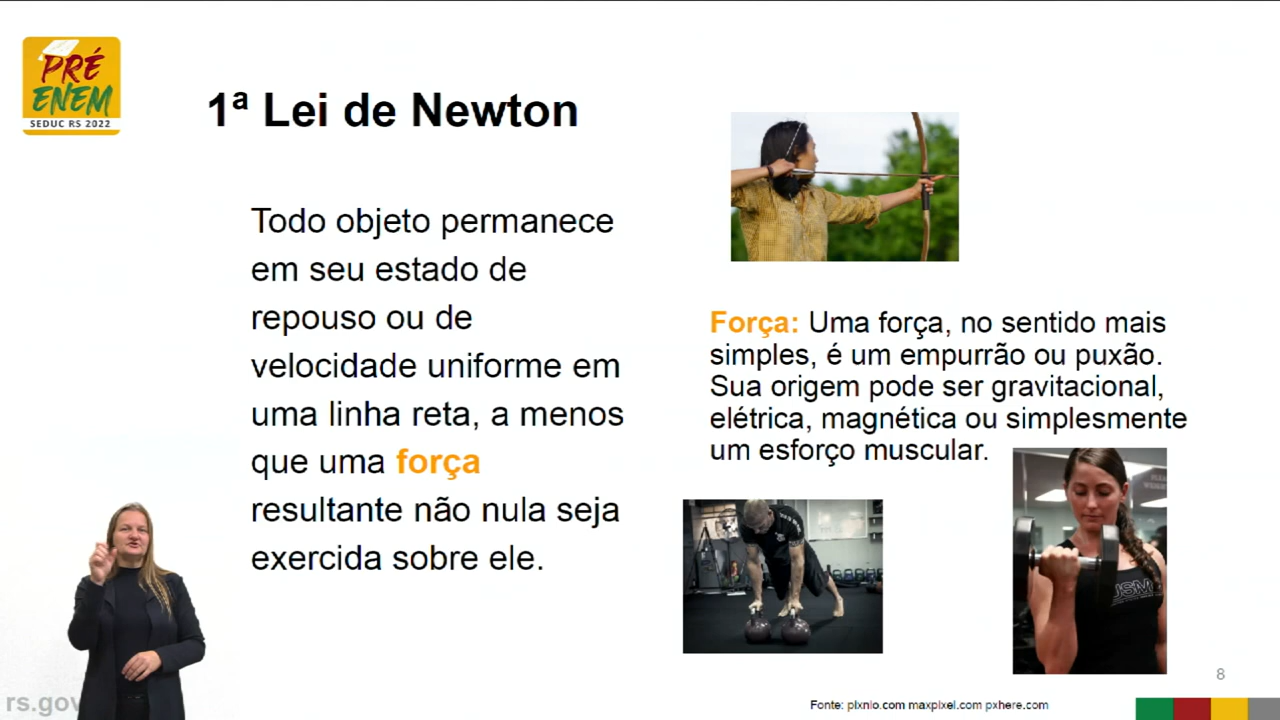 PRÉ
ENEM
SEDUC RS 2022
1ª Lei de Newton
Todo objeto permanece
em seu estado de
repouso ou de
velocidade uniforme em
uma linha reta, a menos
que uma força
resultante não nula seja
exercida sobre ele.
Força: Uma força, no sentido mais
simples, é um empurrão ou puxão.
Sua origem pode ser gravitacional,
elétrica, magnética ou simplesmente
um esforço muscular.
8
Fonte: pixnio.com maxpixel.com pxhere.com
rs.gov